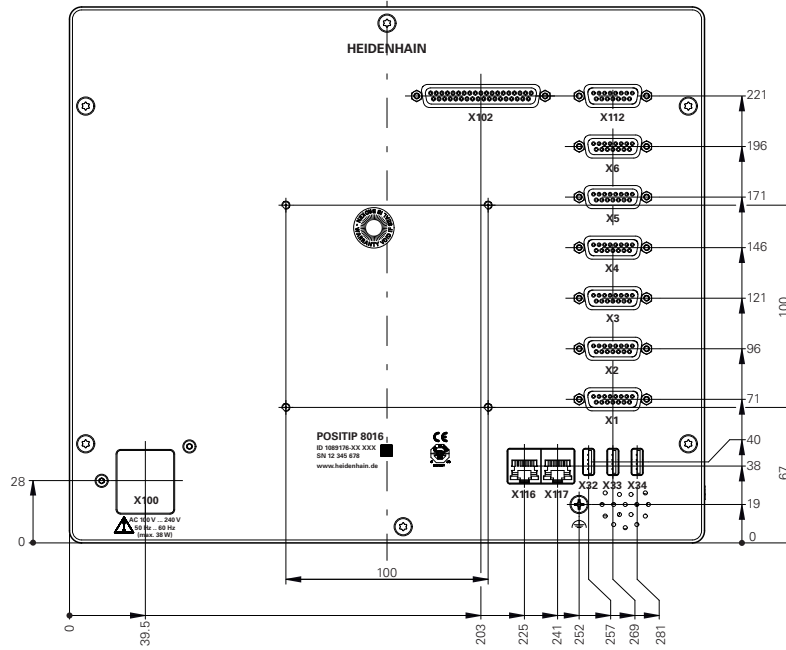 HEIDENHAIN
X102
X112
221
X6
196
X5
171
X4
146
X3
121
100
X2
96
X1
71
POSITIP 8016
CE
ID 1089176-XX XXX
SN 12 345 678
www.heidenhain.de
40
38
67
28
X100
X116
X117
X32
X33
X34
19
AC 100 V ... 240 V
50 Hz ... 60 Hz
(max. 38 W)
0
0
100
0
39.5
203
225
241
252
257
269
281